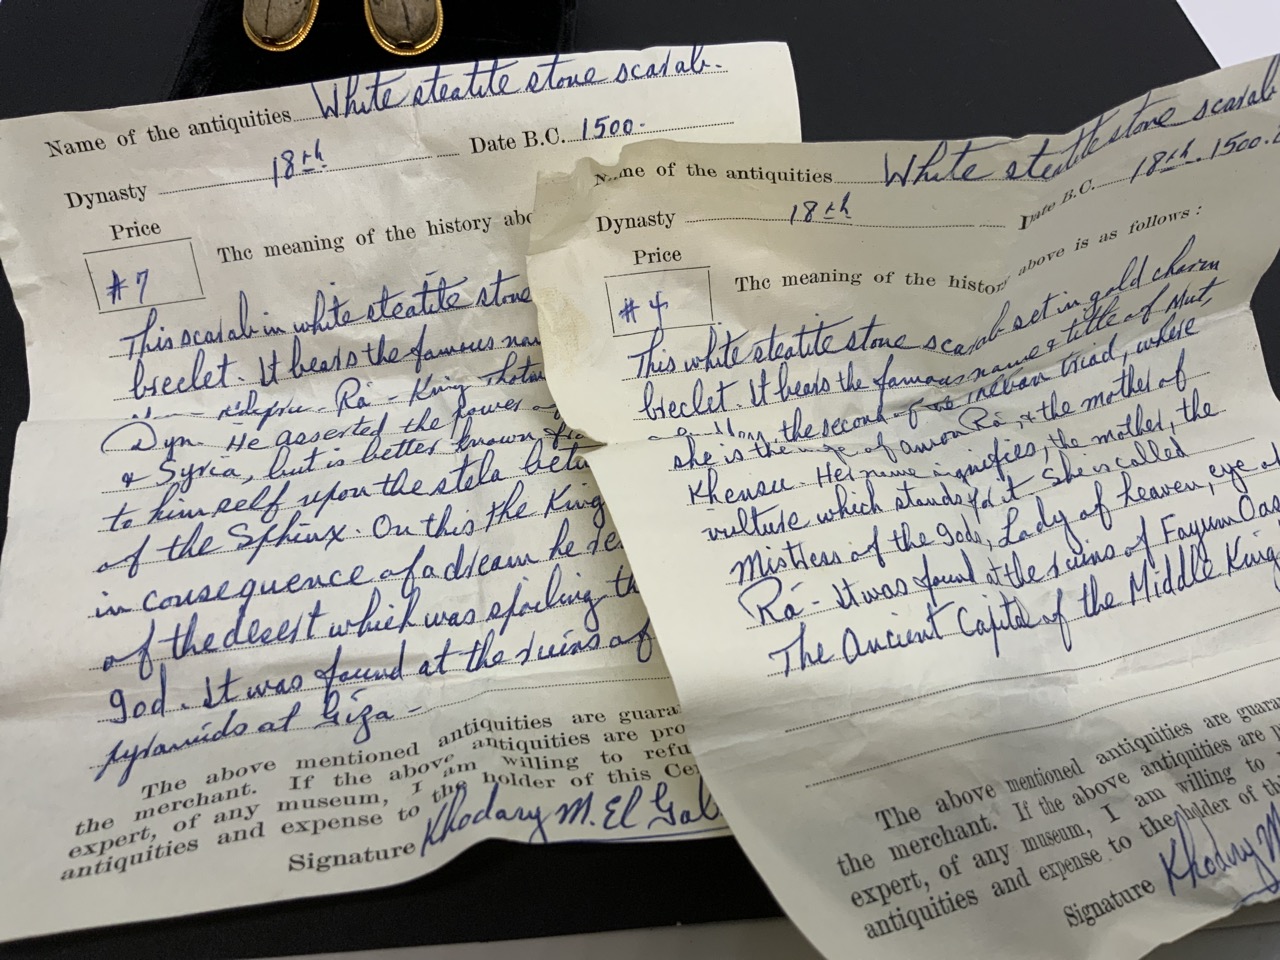 Name of the antiquities White steatite stone scarab.
Dynasty 18th Date B.C. 1500.
Price
#7
The meaning of the history abo
This scarab in white steatite stone
breclet. It bears the famous nam
Ra - King
Dyn. He asserted the power
& Syria, but is better known
to himself upon the stela betw
of the Sphinx. On this the King
in consequence of a dream he re
of the desert which was spoiling th
god. It was found at the ruins of
pyramids at Giza -
The above mentioned antiquities are guara
the merchant. If the above antiquities are pro
expert, of any museum, I am willing to refu
antiquities and expense to the holder of this Cer
Signature Khodary M. El Gab
Name of the antiquities White steatite stone scarab
Dynasty 18th Date B.C. 18th. 1500.
Price
#4
The meaning of the history above is as follows :
This white steatite stone scarab set in gold charm
breclet. It bears the famous name & title of Mut,
the second of the theban triad, where
she is the of amon Ra, & the mother of
Khensu. Her name signifies, the mother, the
vulture which stands for it. She is called
Mistress of the gods, Lady of heaven, eye of
Ra - It was found at the ruins of Fayum Oas
The Ancient Capital of the Middle King
The above mentioned antiquities are guara
the merchant. If the above antiquities are
expert, of any museum, I am willing to
antiquities and expense to the holder of th
Signature Khodary M